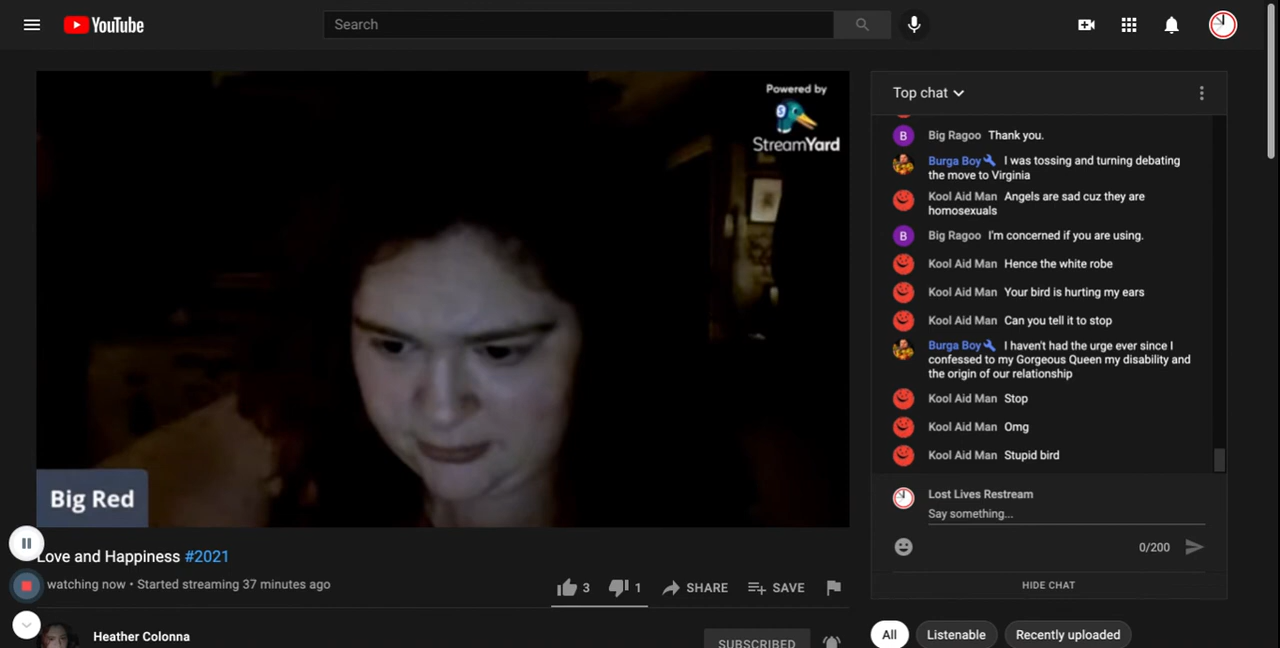 YouTube
Search
Powered by
StreamYard
Big Red
Love and Happiness #2021
watching now • Started streaming 37 minutes ago
3
1
SHARE
SAVE
Heather Colonna
SUBSCRIBED
Top chat
B Big Ragoo Thank you.
Burga Boy I was tossing and turning debating
the move to Virginia
Kool Aid Man Angels are sad cuz they are
homosexuals
B Big Ragoo I'm concerned if you are using.
Kool Aid Man Hence the white robe
Kool Aid Man Your bird is hurting my ears
Kool Aid Man Can you tell it to stop
Burga Boy I haven't had the urge ever since I
confessed to my Gorgeous Queen my disability and
the origin of our relationship
Kool Aid Man Stop
Kool Aid Man Omg
Kool Aid Man Stupid bird
Lost Lives Restream
Say something...
0/200
HIDE CHAT
All Listenable Recently uploaded